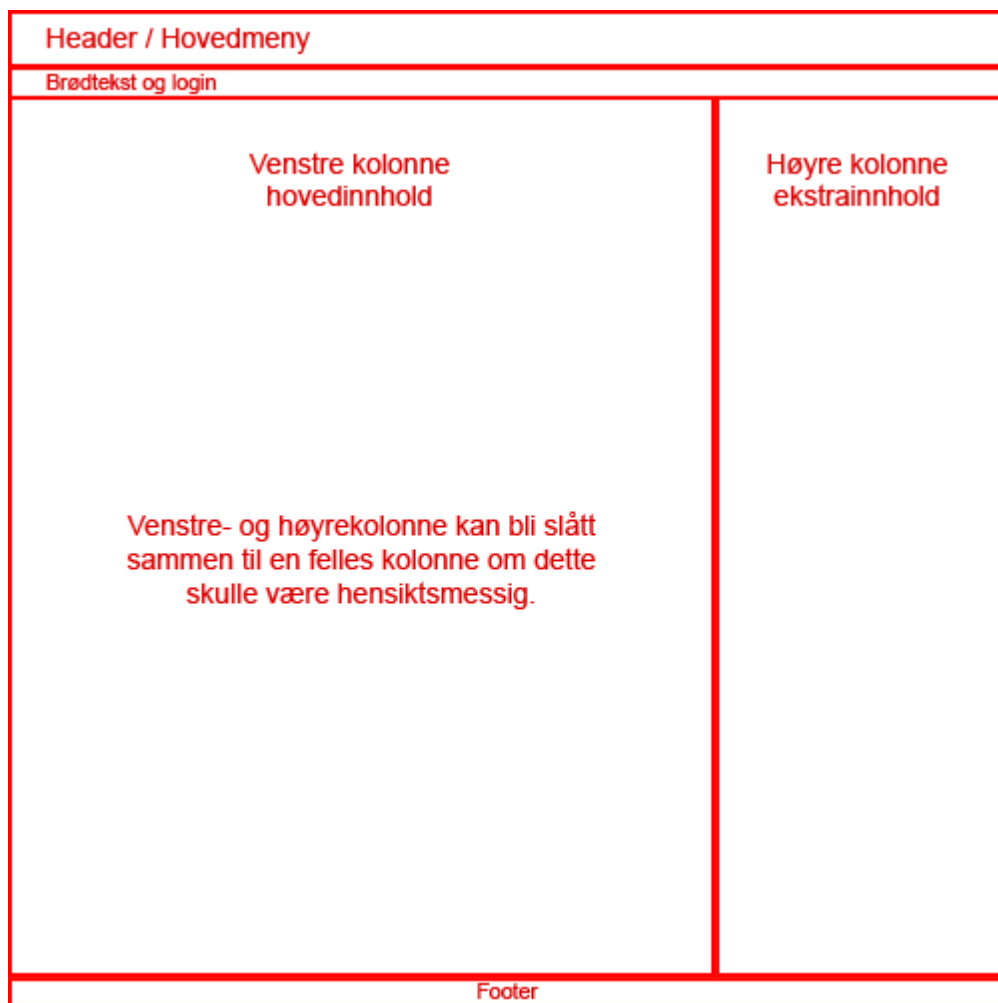 Header / Hovedmeny
Brødtekst og login
Venstre kolonne
hovedinnhold
Høyre kolonne
ekstrainnhold
Venstre- og høyrekolonne kan bli slått
sammen til en felles kolonne om dette
skulle være hensiktsmessig.
Footer